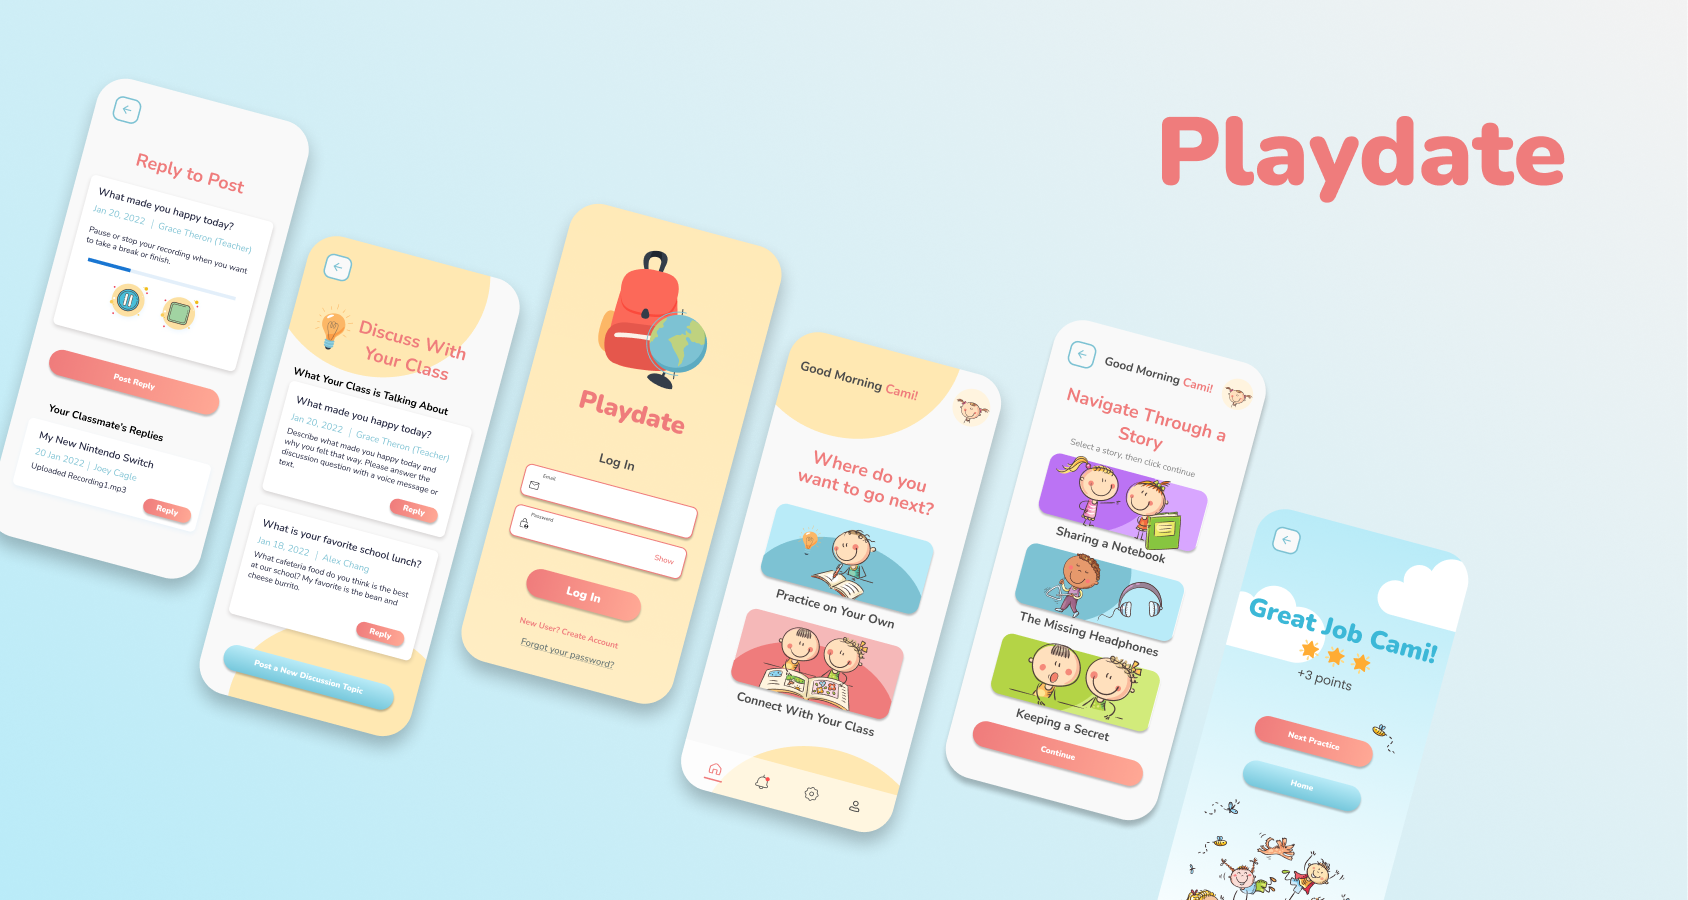 Playdate
Reply to Post
What made you happy today?
Jan 20, 2022 | Grace Theron (Teacher)
Pause or stop your recording when you want
to take a break or finish.
Post Reply
Your Classmate's Replies
My New Nintendo Switch
20 Jan 2022 | Joey Cagle
Uploaded Recording1.mp3
Reply
Discuss With
Your Class
What Your Class is Talking About
What made you happy today?
Jan 20, 2022 | Grace Theron (Teacher)
Describe what made you happy today and
why you felt that way. Please answer the
discussion question with a voice message or
text.
Reply
What is your favorite school lunch?
Jan 18, 2022 | Alex Chang
What cafeteria food do you think is the best
at our school? My favorite is the bean and
cheese burrito.
Reply
Post a New Discussion Topic
Playdate
Log In
Email
Password
Show
Log In
New User? Create Account
Forgot your password?
Good Morning Cami!
Where do you
want to go next?
Practice on Your Own
Connect With Your Class
Good Morning Cami!
Navigate Through a
Story
Select a story, then click continue
Sharing a Notebook
The Missing Headphones
Keeping a Secret
Continue
Great Job Cami!
+3 points
Next Practice
Home